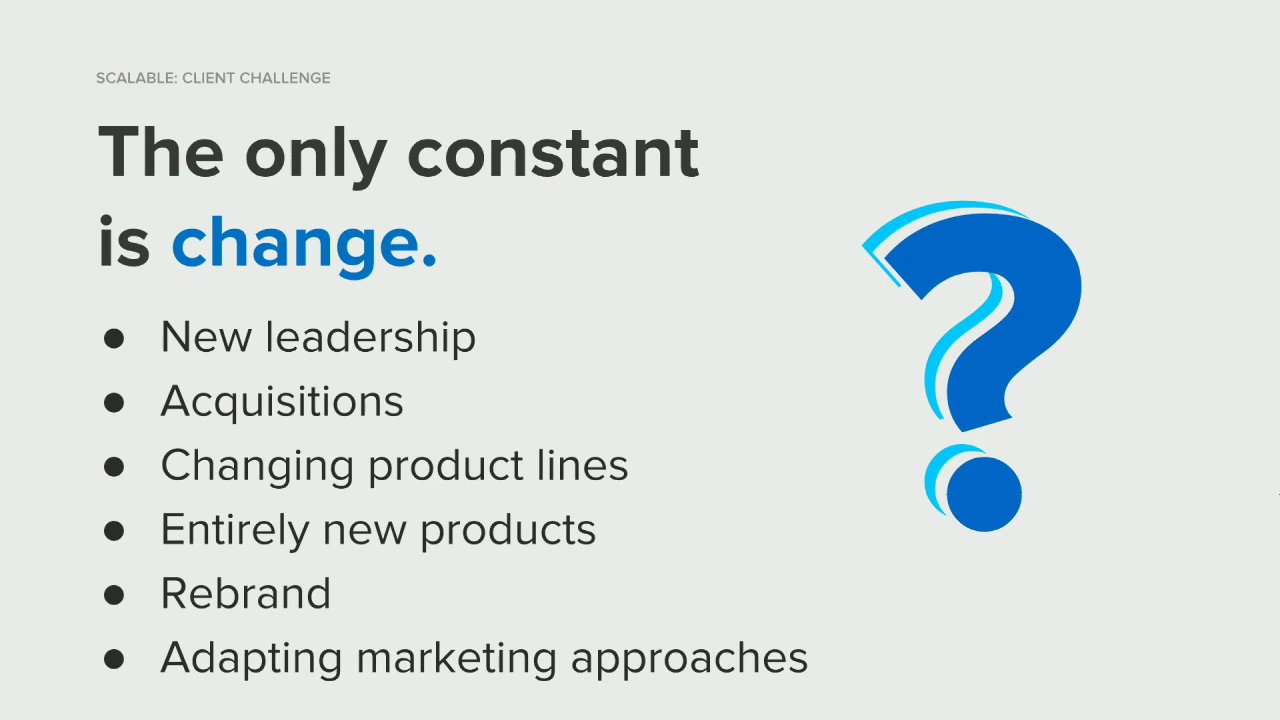 SCALABLE: CLIENT CHALLENGE
The only constant
is change.
● New leadership
● Acquisitions
● Changing product lines
● Entirely new products
● Rebrand
● Adapting marketing approaches
?